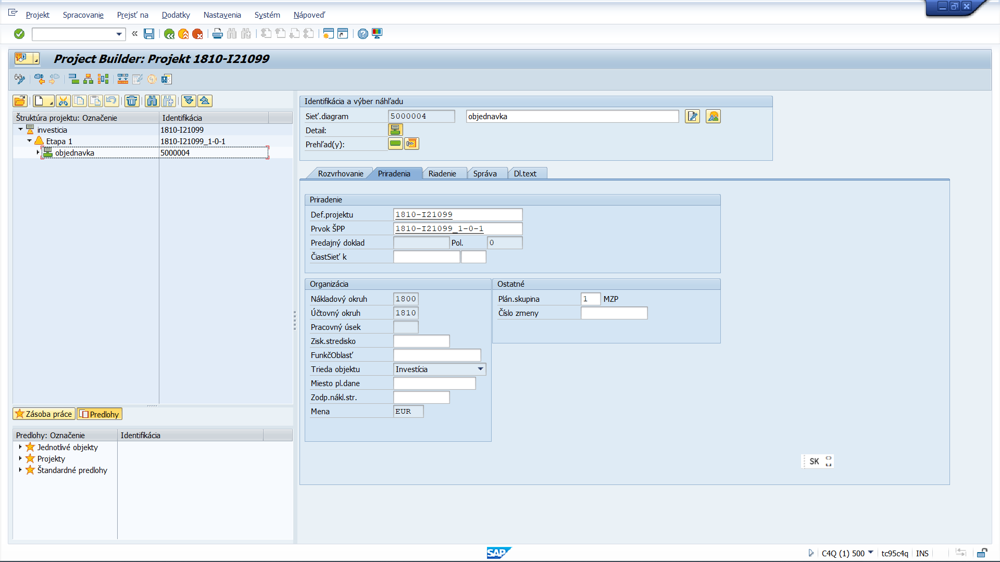 Projekt Spracovanie Prejsť na Dodatky Nastavenia Systém Nápoveď
Project Builder: Projekt 1810-I21099
Štruktúra projektu: Označenie Identifikácia
investicia 1810-I21099
Etapa 1 1810-I21099_1-0-1
objednavka 5000004
Zásoba práce Predlohy
Predlohy: Označenie Identifikácia
Jednotlivé objekty
Projekty
Štandardné predlohy
Identifikácia a výber náhľadu
Sieť.diagram 5000004 objednavka
Detail:
Prehľad(y):
Rozvrhovanie Priradenia Riadenie Správa Dl.text
Priradenie
Def.projektu 1810-I21099
Prvok ŠPP 1810-I21099_1-0-1
Predajný doklad Pol. 0
ČiastSieť k
Organizácia
Nákladový okruh 1800
Účtovný okruh 1810
Pracovný úsek
Zisk.stredisko
FunkčOblasť
Trieda objektu Investícia
Miesto pl.dane
Zodp.nákl.str.
Mena EUR
Ostatné
Plán.skupina 1 MZP
Číslo zmeny
SK
SAP
C4Q (1) 500 tc95c4q INS